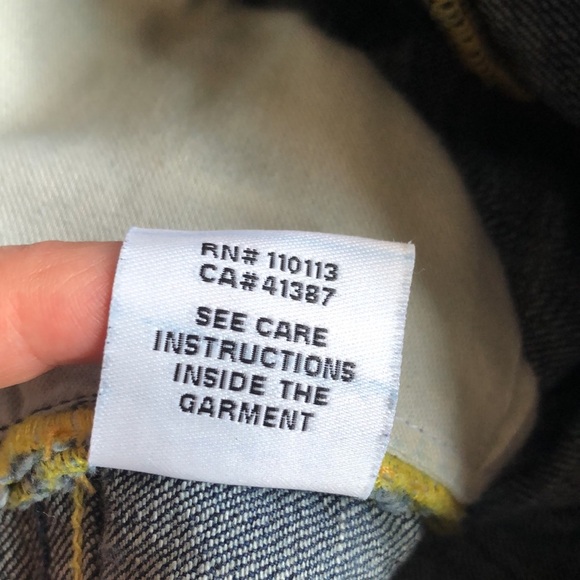 RN# 110113
CA# 41387
SEE CARE
INSTRUCTIONS
INSIDE THE
GARMENT